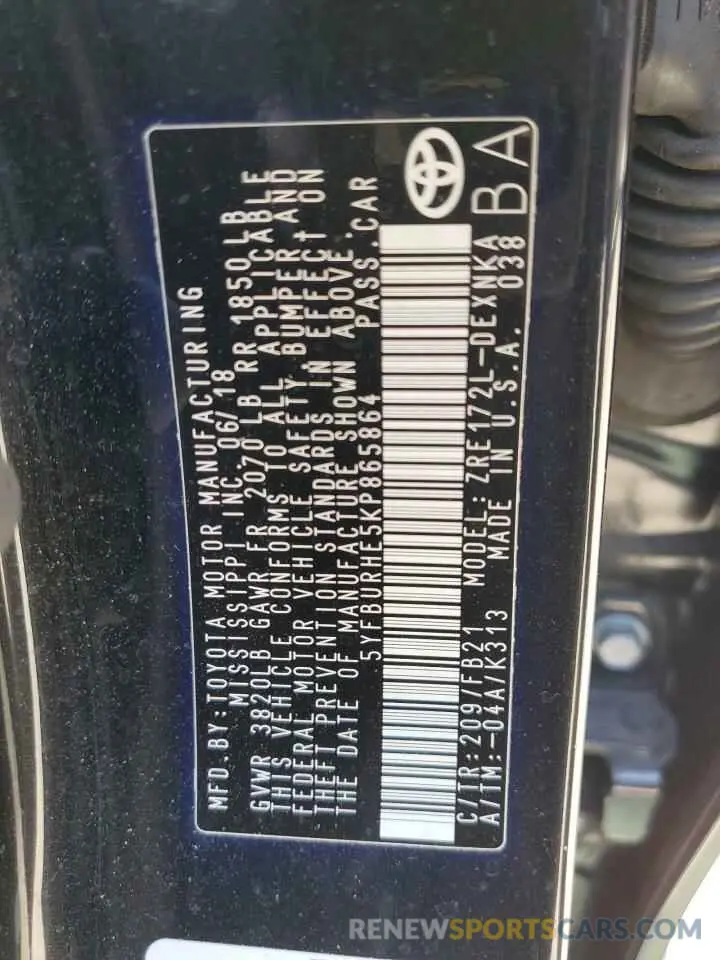 MFD. BY: TOYOTA MOTOR MANUFACTURING
MISSISSIPPI INC 06/18
GVWR 3820LB GAWR FR 2070 LB RR 1850LB
THIS VEHICLE CONFORMS TO ALL APPLICABLE
FEDERAL MOTOR VEHICLE SAFETY, BUMPER AND
THEFT PREVENTION STANDARDS IN EFFECT ON
THE DATE OF MANUFACTURE SHOWN ABOVE.
5YFBURHE5KP865864 PASS.CAR
C/TR:209/FB21 MODEL:ZRE172L-DEXNKA
A/TM:-04A/K313 MADE IN U.S.A. 038
BA
RENEWSPORTSCARS.COM